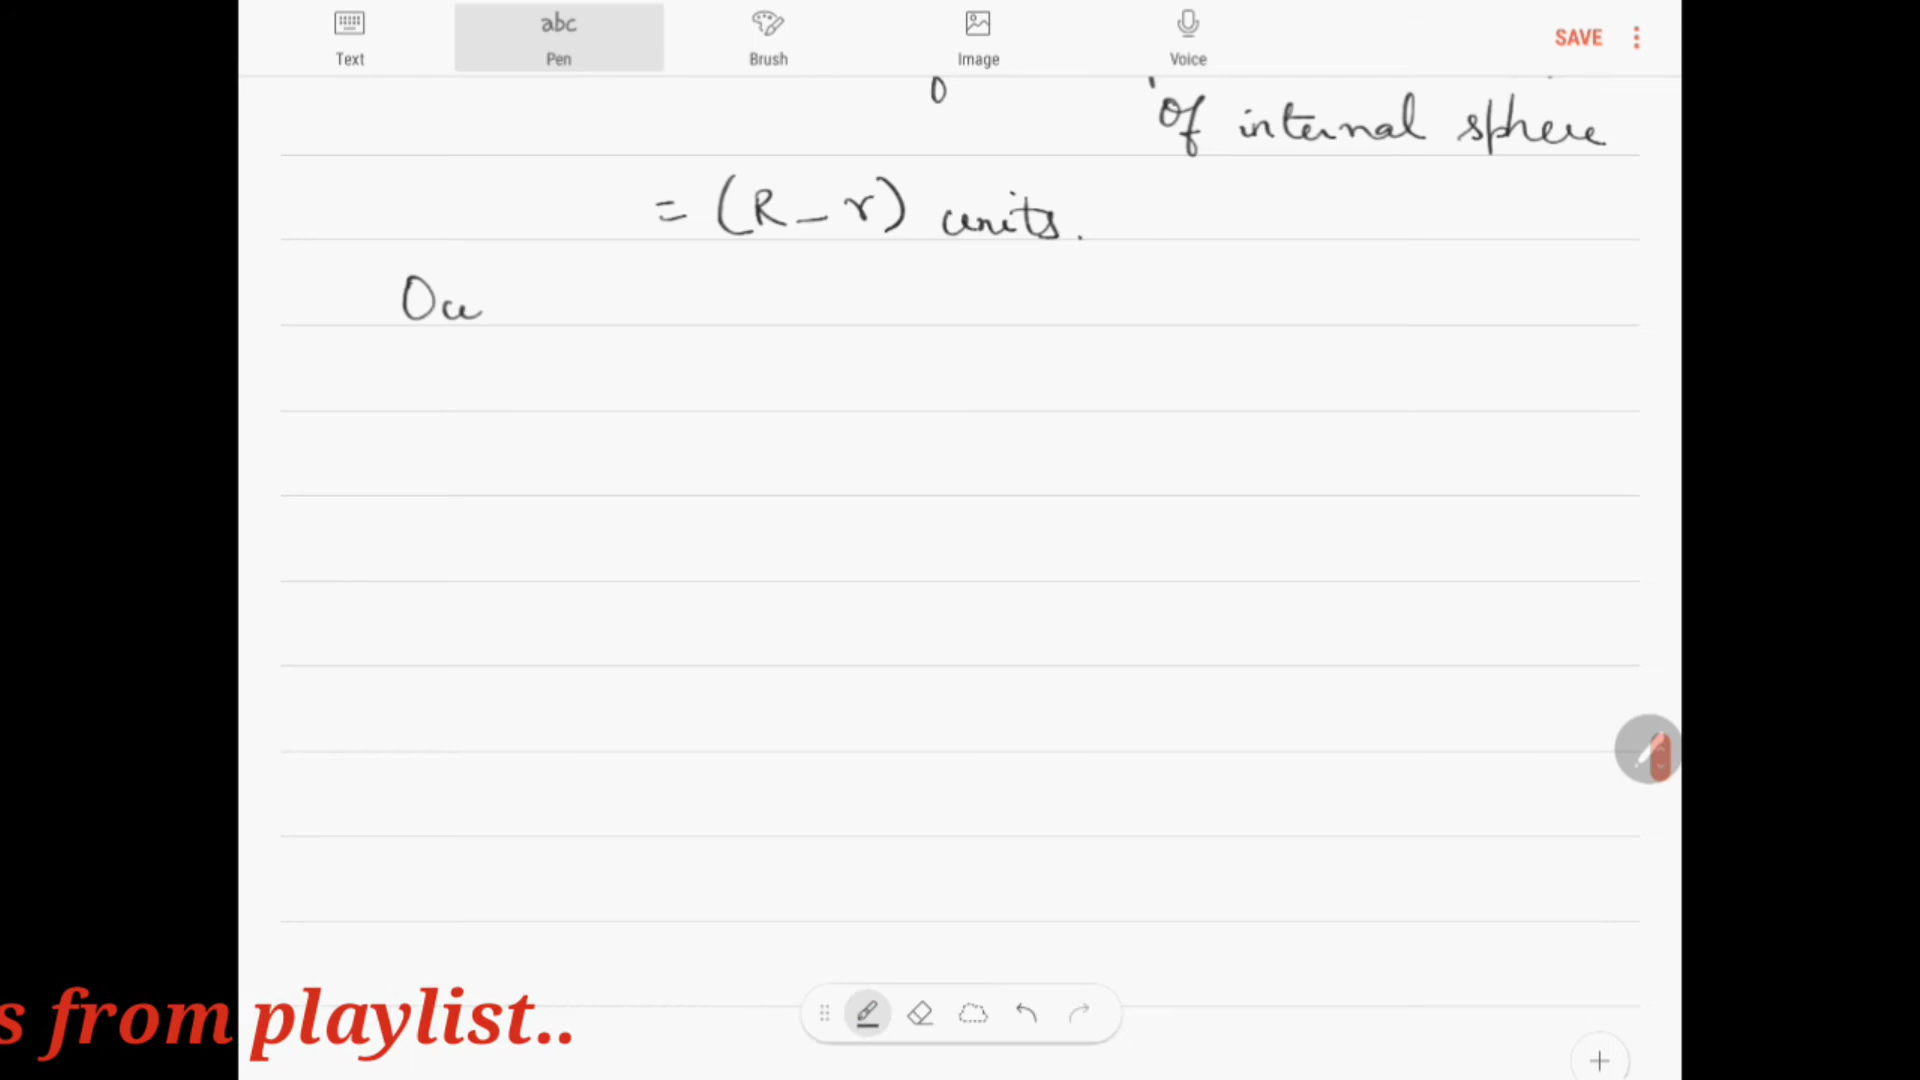 Text
abc
Pen
Brush
Image
Voice
SAVE
of internal sphere
= (R - r) units.
Ou
s from playlist..